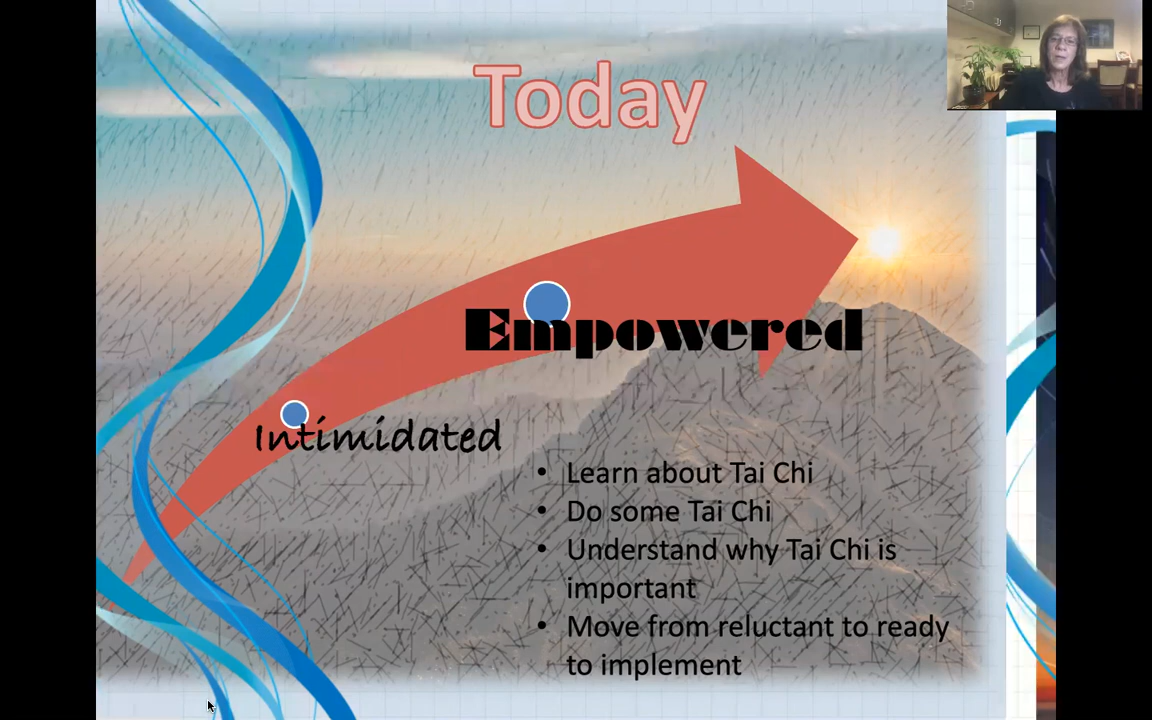 Today
Empowered
Intimidated
• Learn about Tai Chi
• Do some Tai Chi
• Understand why Tai Chi is
important
• Move from reluctant to ready
to implement